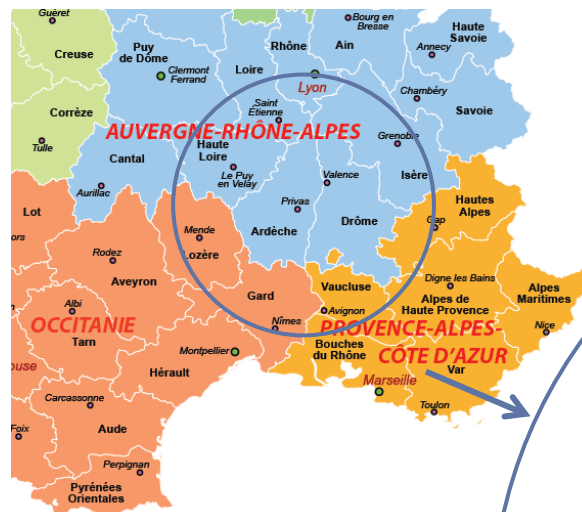 Guéret
Creuse
Puy
de Dôme
Clermont
Ferrand
Loire
Rhône
Bourg en
Bresse
Ain
Haute
Savoie
Annecy
Lyon
Chambéry
Savoie
Corrèze
Tulle
AUVERGNE-RHÔNE-ALPES
Saint
Étienne
Grenoble
Cantal
Aurillac
Haute
Loire
Le Puy
en Velay
Valence
Isère
Privas
Ardèche
Drôme
Hautes
Alpes
Gap
Lot
ors
Mende
Lozère
Rodez
Aveyron
Gard
Nîmes
Vaucluse
Avignon
Digne les Bains
Alpes de
Haute Provence
Alpes
Maritimes
Nice
Albi
OCCITANIE
Tarn
PROVENCE-ALPES-
CÔTE D'AZUR
Bouches
du Rhône
Montpellier
Hérault
ouse
Marseille
Var
Toulon
Carcassonne
Aude
Foix
Perpignan
Pyrénées
Orientales